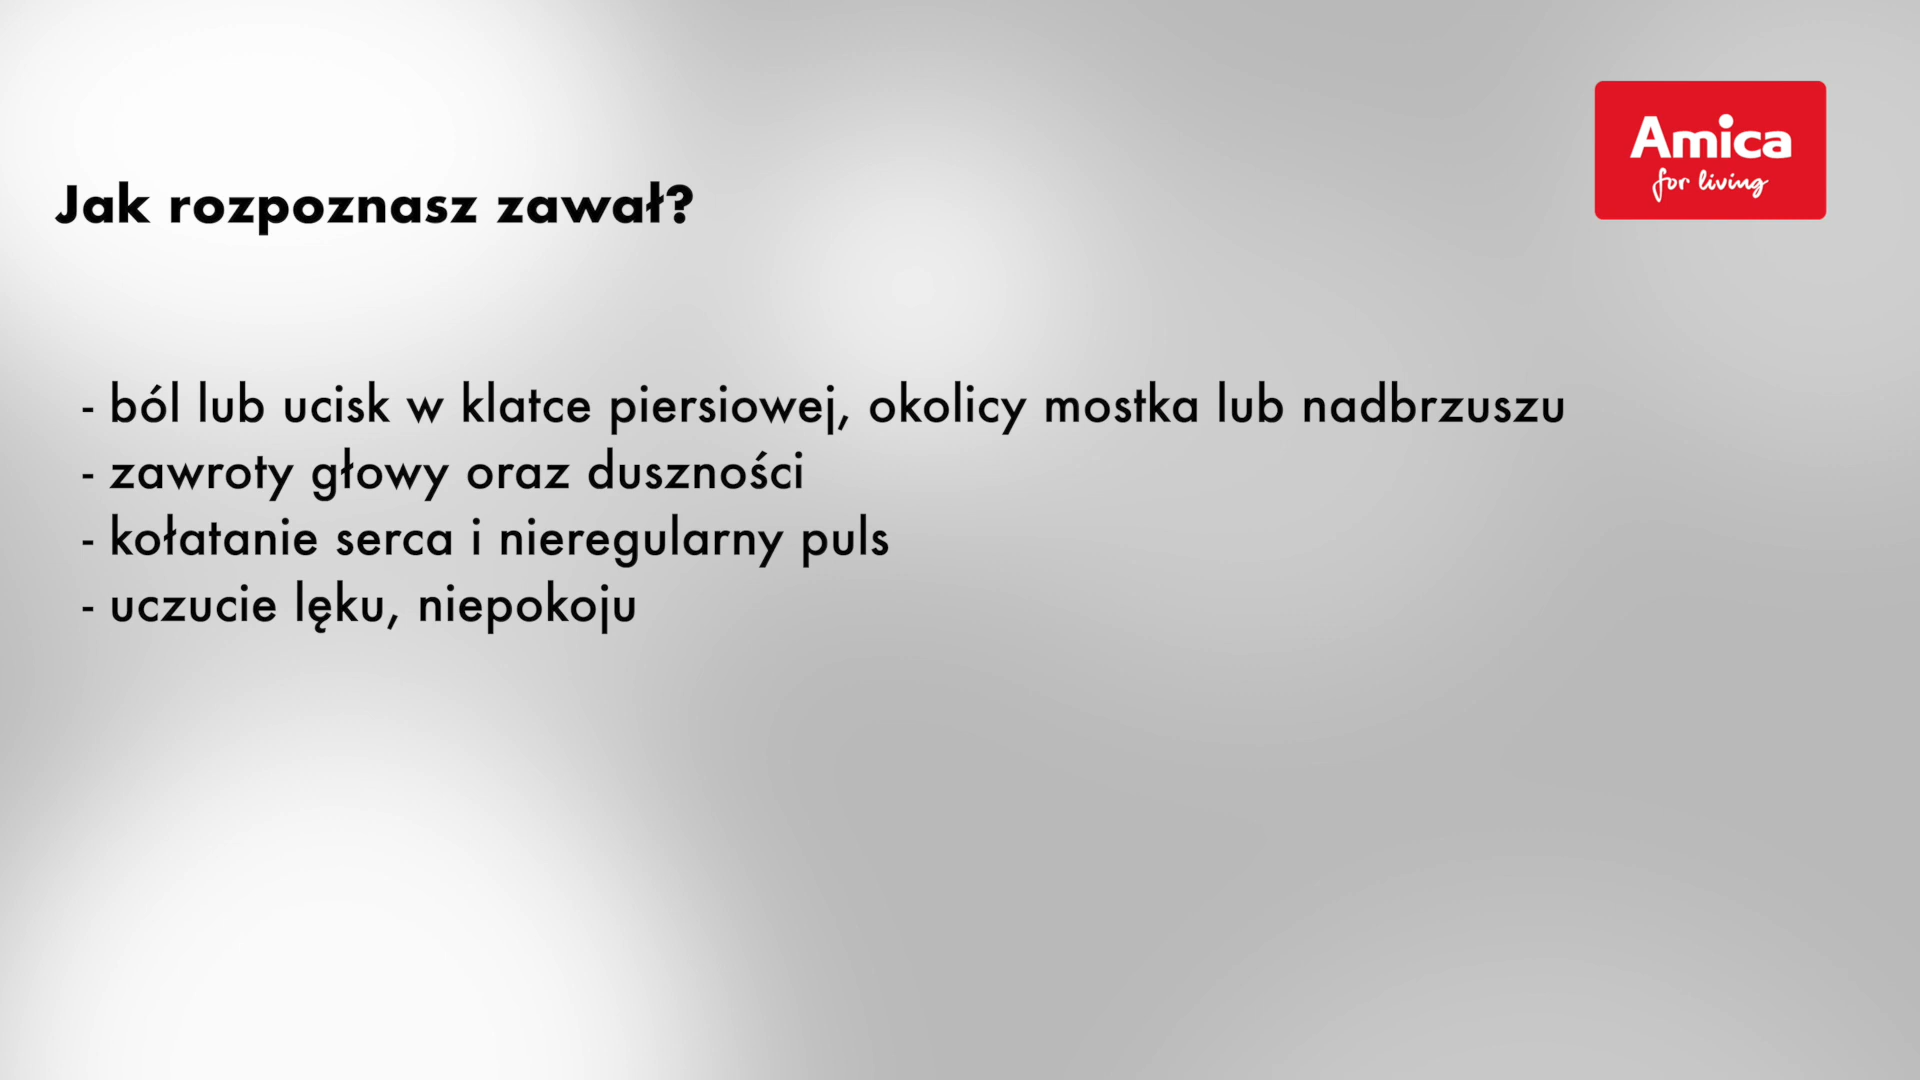 Amica
for living
Jak rozpoznasz zawał?
- ból lub ucisk w klatce piersiowej, okolicy mostka lub nadbrzuszu
- zawroty głowy oraz duszności
- kołatanie serca i nieregularny puls
- uczucie lęku, niepokoju